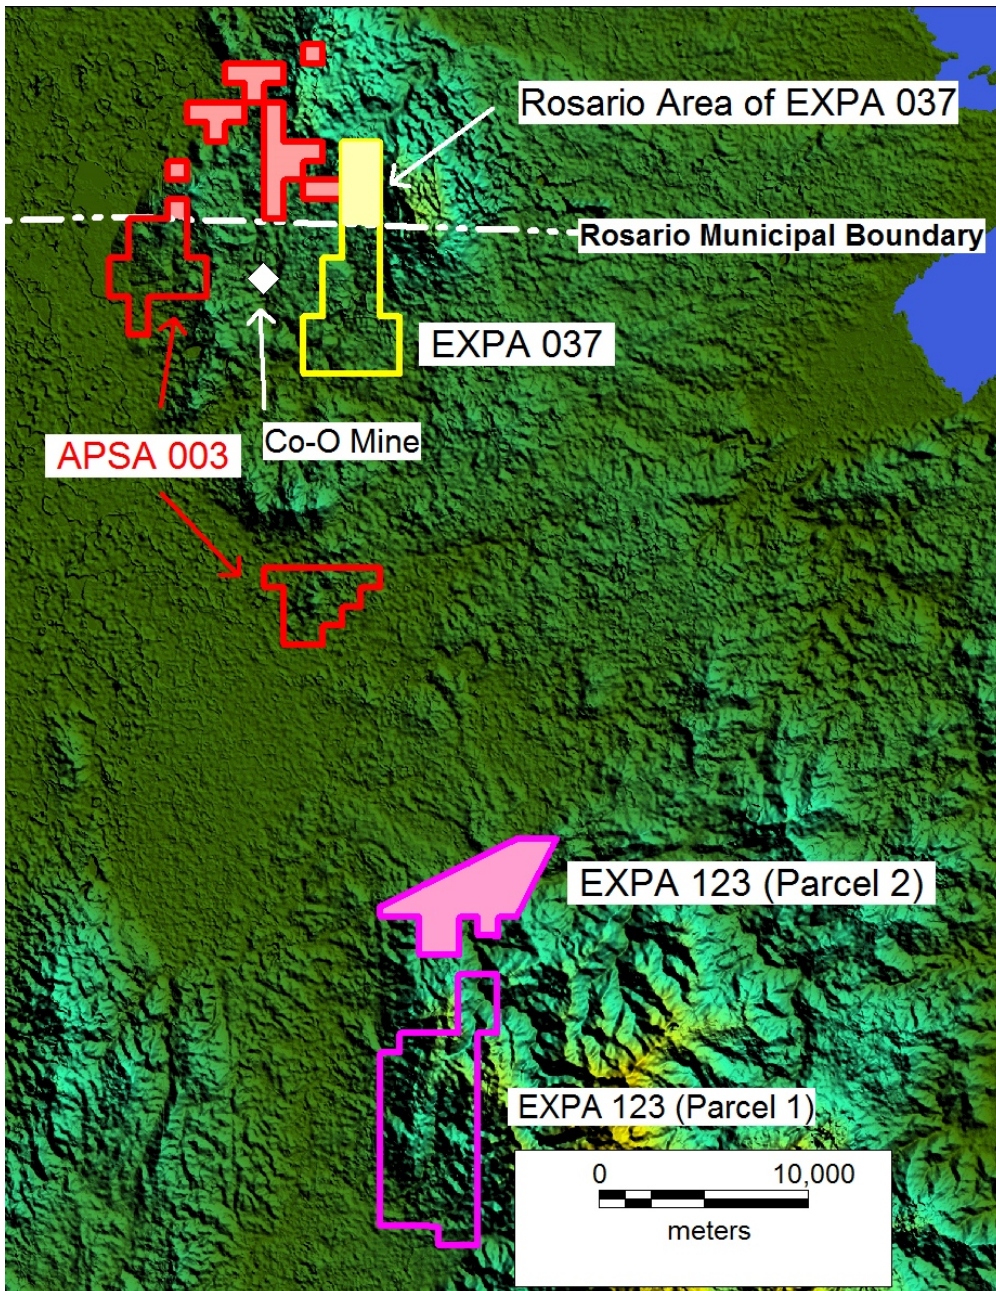 Rosario Area of EXPA 037
Rosario Municipal Boundary
EXPA 037
Co-O Mine
APSA 003
EXPA 123 (Parcel 2)
EXPA 123 (Parcel 1)
0 10,000
meters